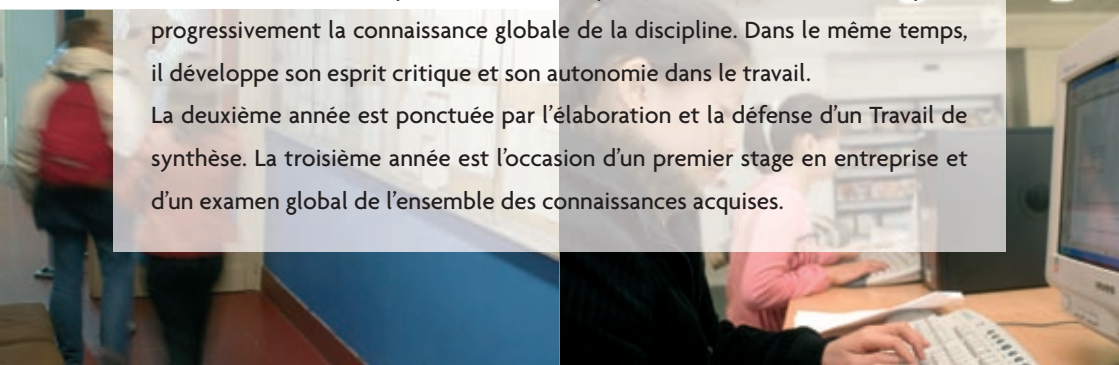 progressivement la connaissance globale de la discipline. Dans le même temps,
il développe son esprit critique et son autonomie dans le travail.
La deuxième année est ponctuée par l’élaboration et la défense d’un Travail de
synthèse. La troisième année est l’occasion d’un premier stage en entreprise et
d’un examen global de l’ensemble des connaissances acquises.